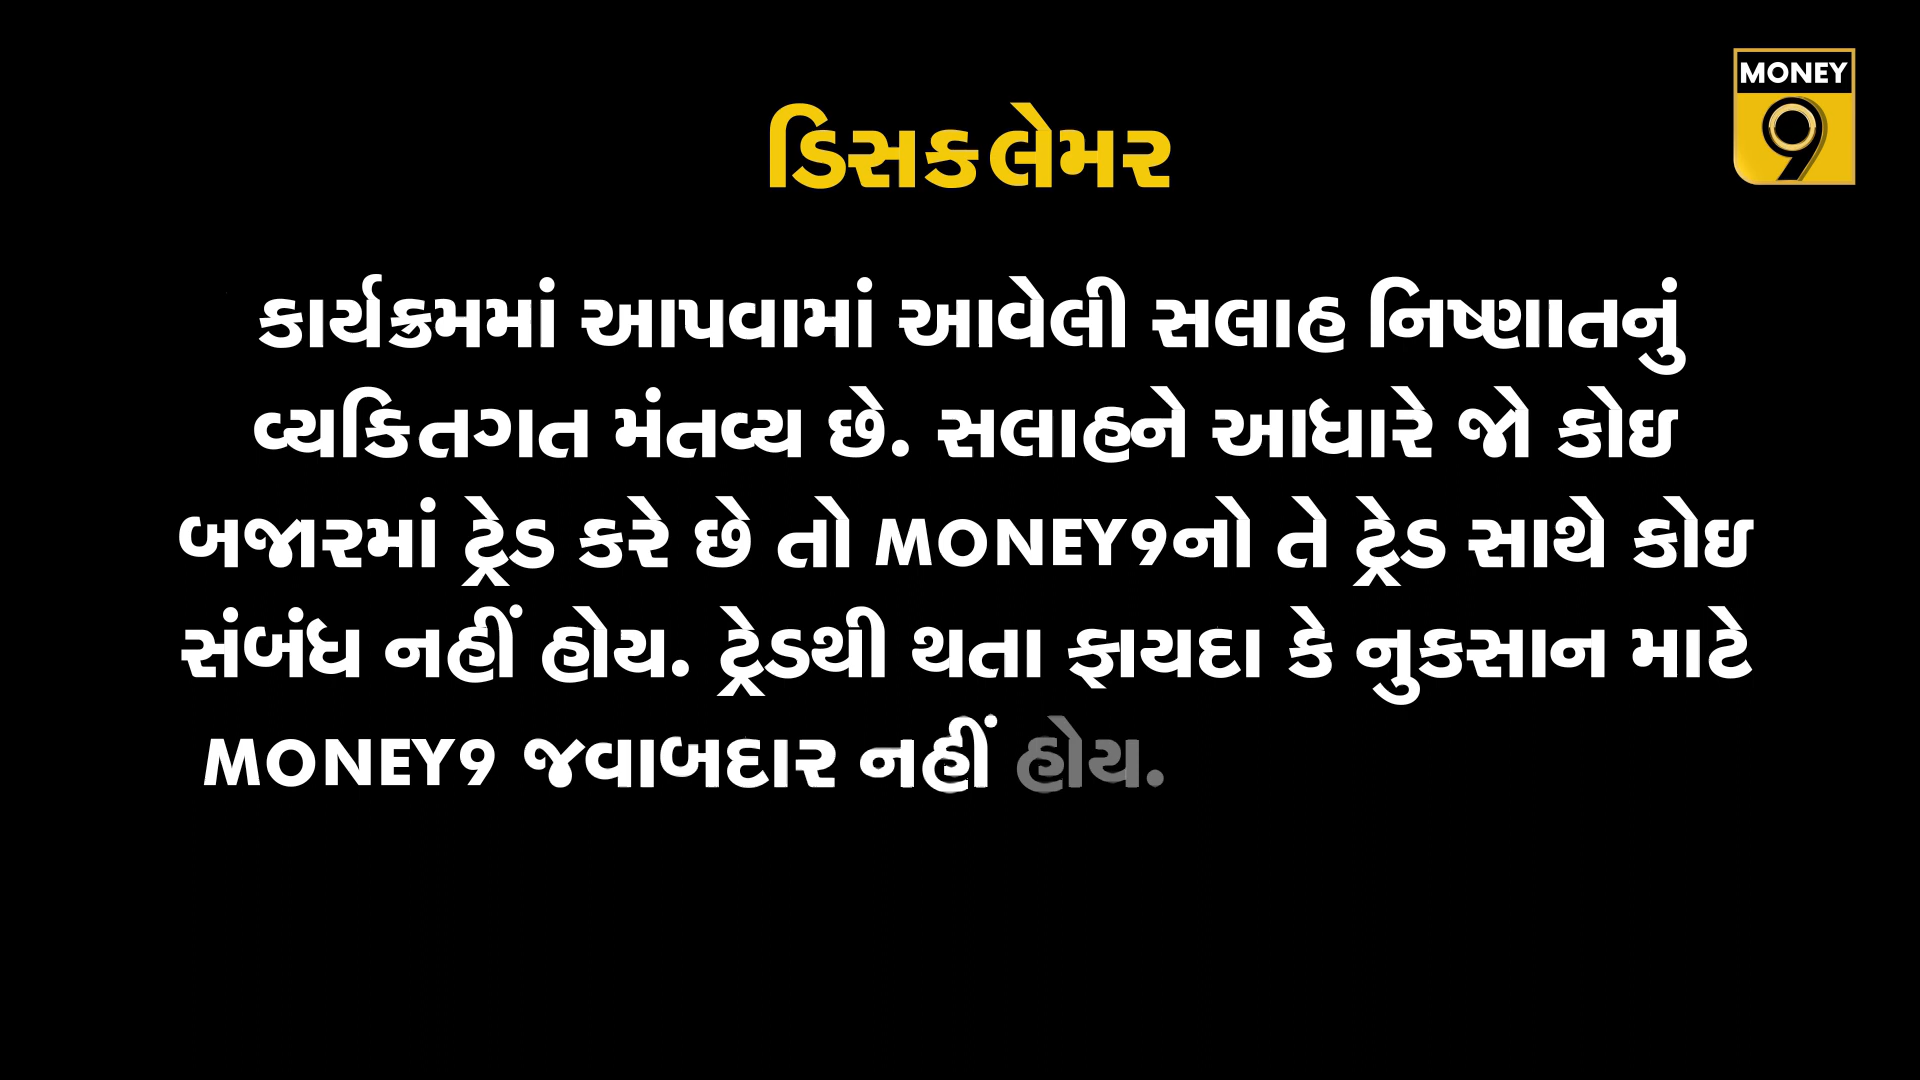 MONEY
9
ડિસકલેમર
કાર્યક્રમમાં આપવામાં આવેલી સલાહ નિષ્ણાતનું
વ્યકિતગત મંતવ્ય છે. સલાહને આધારે જો કોઇ
બજારમાં ટ્રેડ કરે છે તો MONEY9નો તે ટ્રેડ સાથે કોઇ
સંબંધ નહીં હોય. ટ્રેડથી થતા ફાયદા કે નુકસાન માટે
MONEY9 જવાબદાર નહીં હોય.